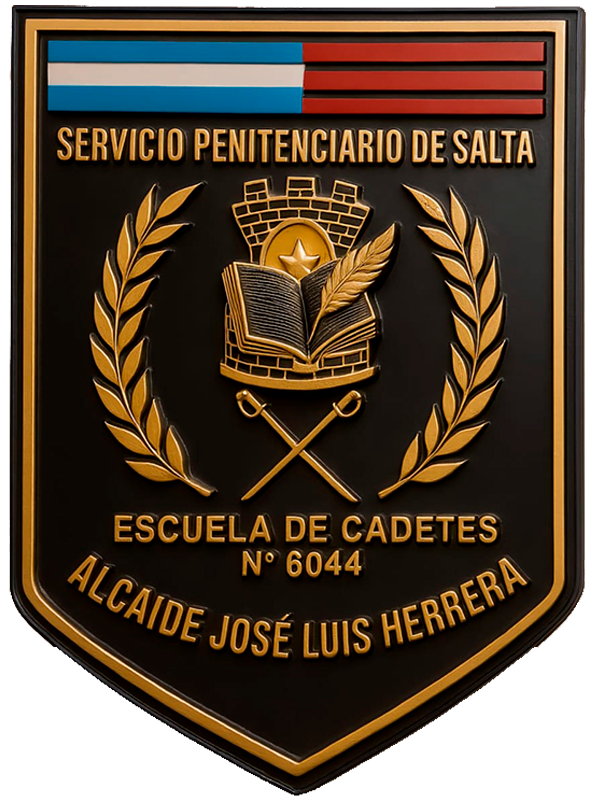 SERVICIO PENITENCIARIO DE SALTA
ESCUELA DE CADETES
N° 6044
ALCAIDE JOSÉ LUIS HERRERA